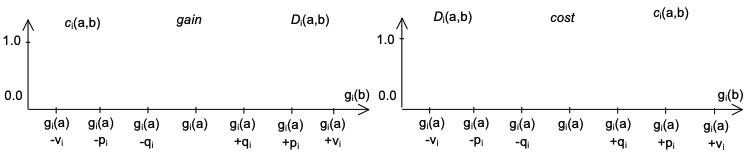 cᵢ(a,b) gain Dᵢ(a,b)
1.0
0.0
gᵢ(b)
gᵢ(a) gᵢ(a) gᵢ(a) gᵢ(a) gᵢ(a) gᵢ(a) gᵢ(a)
-vᵢ -pᵢ -qᵢ +qᵢ +pᵢ +vᵢ
Dᵢ(a,b) cost cᵢ(a,b)
1.0
0.0
gᵢ(b)
gᵢ(a) gᵢ(a) gᵢ(a) gᵢ(a) gᵢ(a) gᵢ(a) gᵢ(a)
-vᵢ -pᵢ -qᵢ +qᵢ +pᵢ +vᵢ